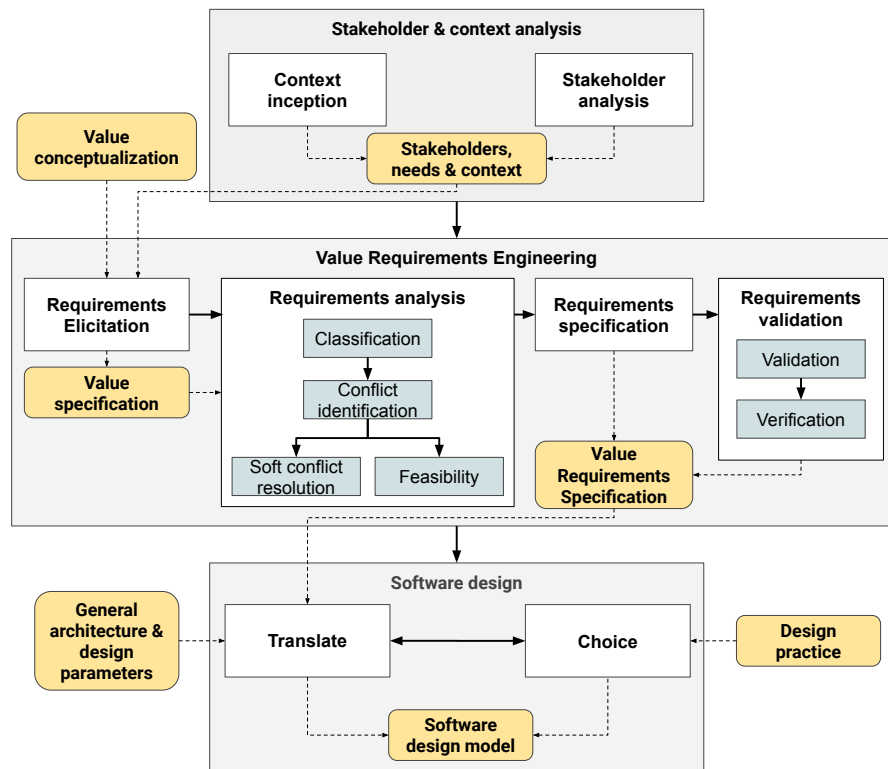 Stakeholder & context analysis
Context
inception
Stakeholder
analysis
Value
conceptualization
Stakeholders,
needs & context
Value Requirements Engineering
Requirements
Elicitation
Value
specification
Requirements analysis
Classification
Conflict
identification
Soft conflict
resolution
Feasibility
Requirements
specification
Value
Requirements
Specification
Requirements
validation
Validation
Verification
Software design
General
architecture &
design
parameters
Translate
Choice
Design
practice
Software
design model